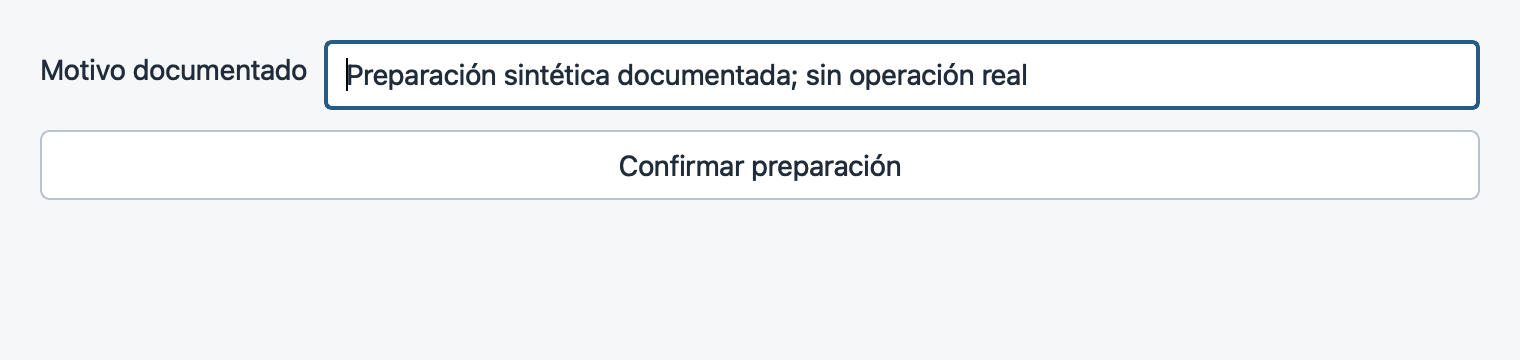 Motivo documentado
Preparación sintética documentada; sin operación real
Confirmar preparación